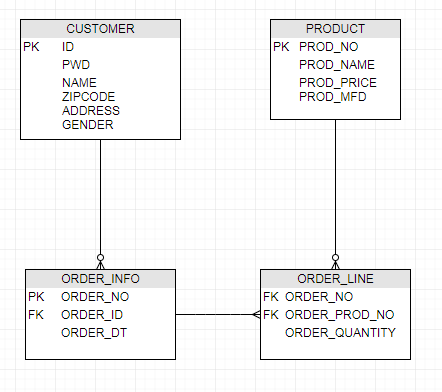 CUSTOMER
PK ID
PWD
NAME
ZIPCODE
ADDRESS
GENDER
PRODUCT
PK PROD_NO
PROD_NAME
PROD_PRICE
PROD_MFD
ORDER_INFO
PK ORDER_NO
FK ORDER_ID
ORDER_DT
ORDER_LINE
FK ORDER_NO
FK ORDER_PROD_NO
ORDER_QUANTITY